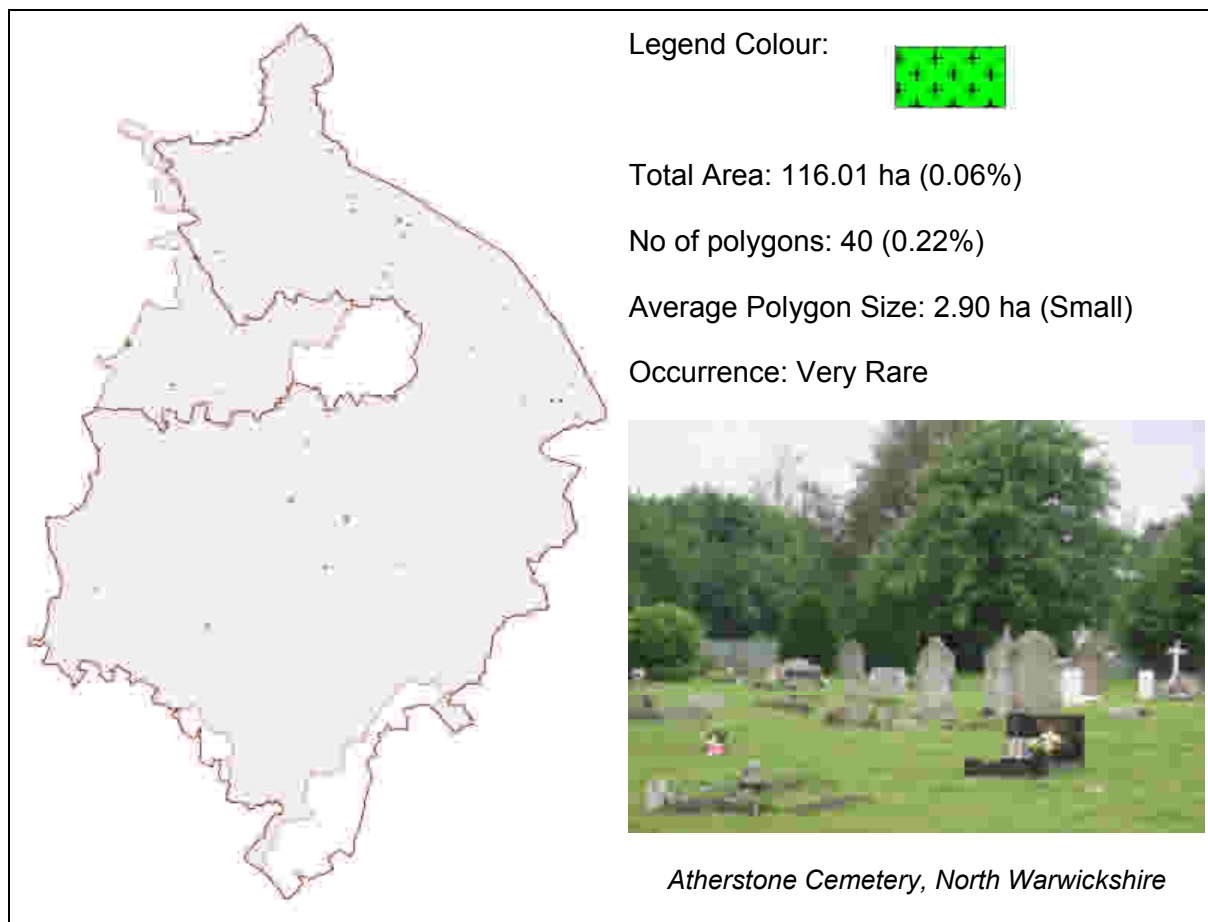 Legend Colour:
Total Area: 116.01 ha (0.06%)
No of polygons: 40 (0.22%)
Average Polygon Size: 2.90 ha (Small)
Occurrence: Very Rare
Atherstone Cemetery, North Warwickshire